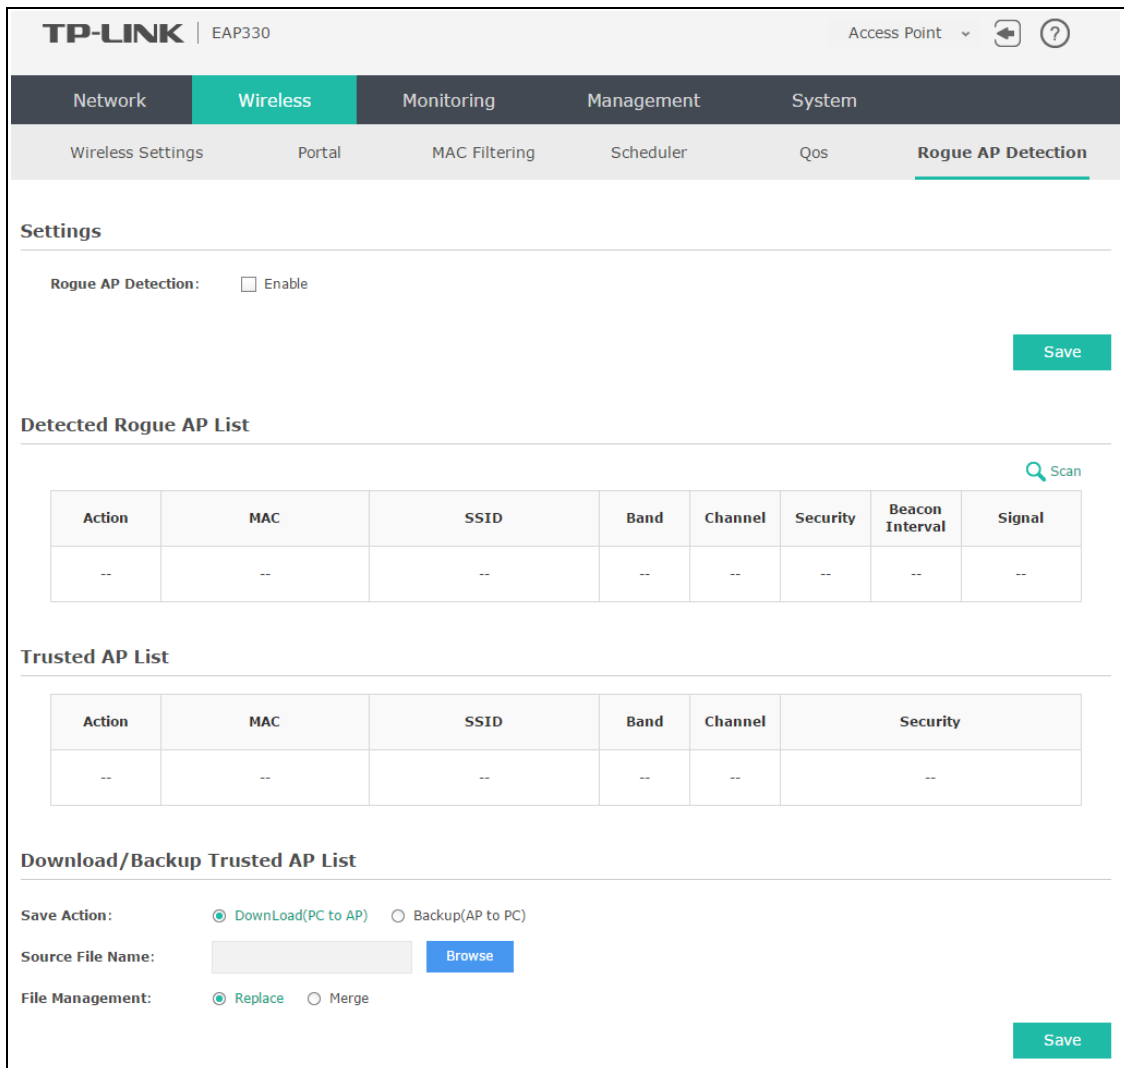 TP-LINK | EAP330 Access Point ?
Network Wireless Monitoring Management System
Wireless Settings Portal MAC Filtering Scheduler Qos Rogue AP Detection
Settings
Rogue AP Detection: Enable
Save
Detected Rogue AP List
Scan
Action MAC SSID Band Channel Security Beacon Interval Signal
-- -- -- -- -- -- -- --
Trusted AP List
Action MAC SSID Band Channel Security
-- -- -- -- -- --
Download/Backup Trusted AP List
Save Action: DownLoad(PC to AP) Backup(AP to PC)
Source File Name: Browse
File Management: Replace Merge
Save